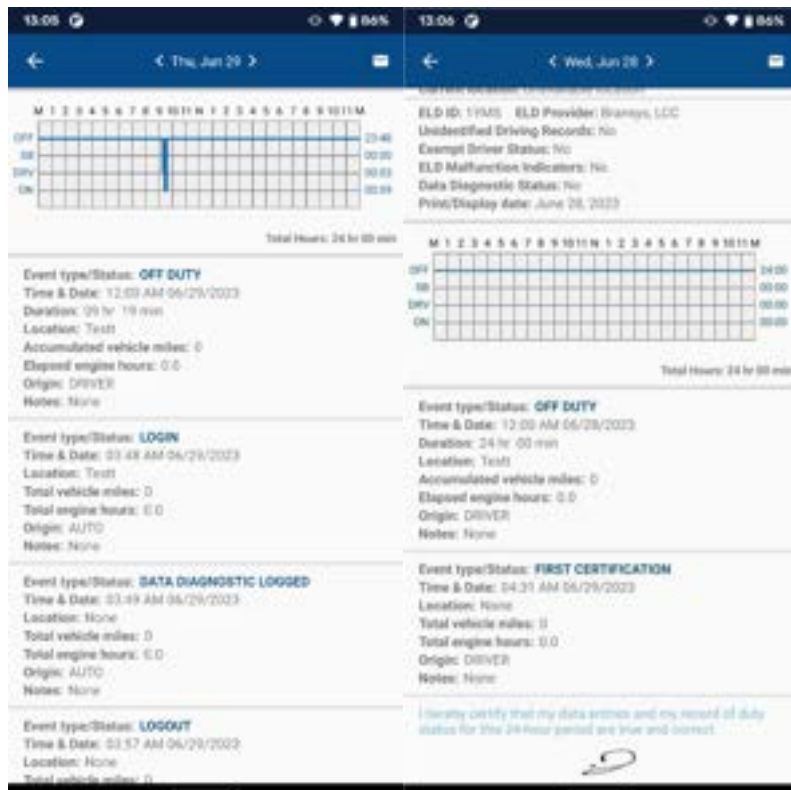 13:05 86%
Thu, Jun 29
M 1 2 3 4 5 6 7 8 9 10 11 N 1 2 3 4 5 6 7 8 9 10 11 M
OFF 23:48
SB 00:00
DRV 00:03
ON 00:09
Total Hours: 24 hr 00 min
Event type/Status: OFF DUTY
Time & Date: 12:00 AM 06/29/2023
Duration: 09 hr 19 min
Location: Testt
Accumulated vehicle miles: 0
Elapsed engine hours: 0.0
Origin: DRIVER
Notes: None
Event type/Status: LOGIN
Time & Date: 03:48 AM 06/29/2023
Location: Testt
Total vehicle miles: 0
Total engine hours: 0.0
Origin: AUTO
Notes: None
Event type/Status: DATA DIAGNOSTIC LOGGED
Time & Date: 03:49 AM 06/29/2023
Location: None
Total vehicle miles: 0
Total engine hours: 0.0
Origin: AUTO
Notes: None
Event type/Status: LOGOUT
Time & Date: 03:57 AM 06/29/2023
Location: None
Total vehicle miles: 0
13:06 86%
Wed, Jun 28
Current location:
ELD ID: 1YMS ELD Provider: Bransys, LCC
Unidentified Driving Records: No
Exempt Driver Status: No
ELD Malfunction Indicators: No
Data Diagnostic Status: No
Print/Display date: June 28, 2023
M 1 2 3 4 5 6 7 8 9 10 11 N 1 2 3 4 5 6 7 8 9 10 11 M
OFF 24:00
SB 00:00
DRV 00:00
ON 00:00
Total Hours: 24 hr 00 min
Event type/Status: OFF DUTY
Time & Date: 12:00 AM 06/28/2023
Duration: 24 hr 00 min
Location: Testt
Accumulated vehicle miles: 0
Elapsed engine hours: 0.0
Origin: DRIVER
Notes: None
Event type/Status: FIRST CERTIFICATION
Time & Date: 04:31 AM 06/29/2023
Location: None
Total vehicle miles: 0
Total engine hours: 0.0
Origin: DRIVER
Notes: None
I hereby certify that my data entries and my record of duty
status for this 24-hour period are true and correct